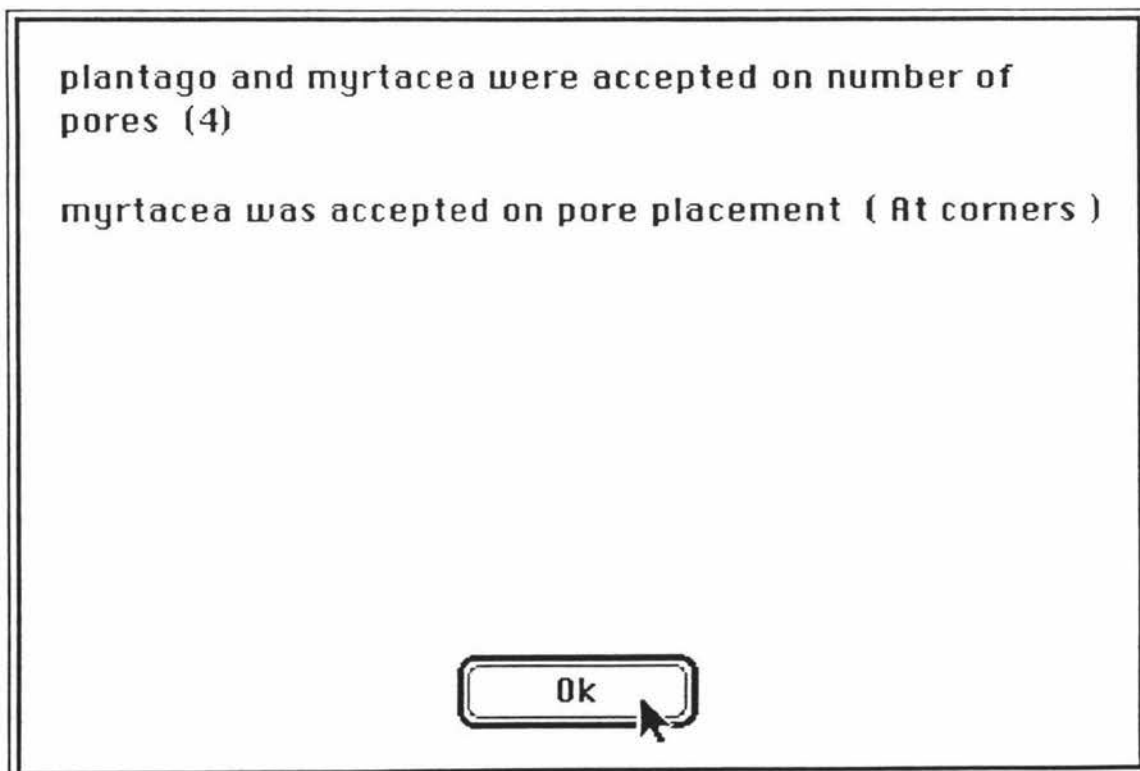 plantago and myrtacea were accepted on number of
pores (4)
myrtacea was accepted on pore placement ( At corners )
Ok